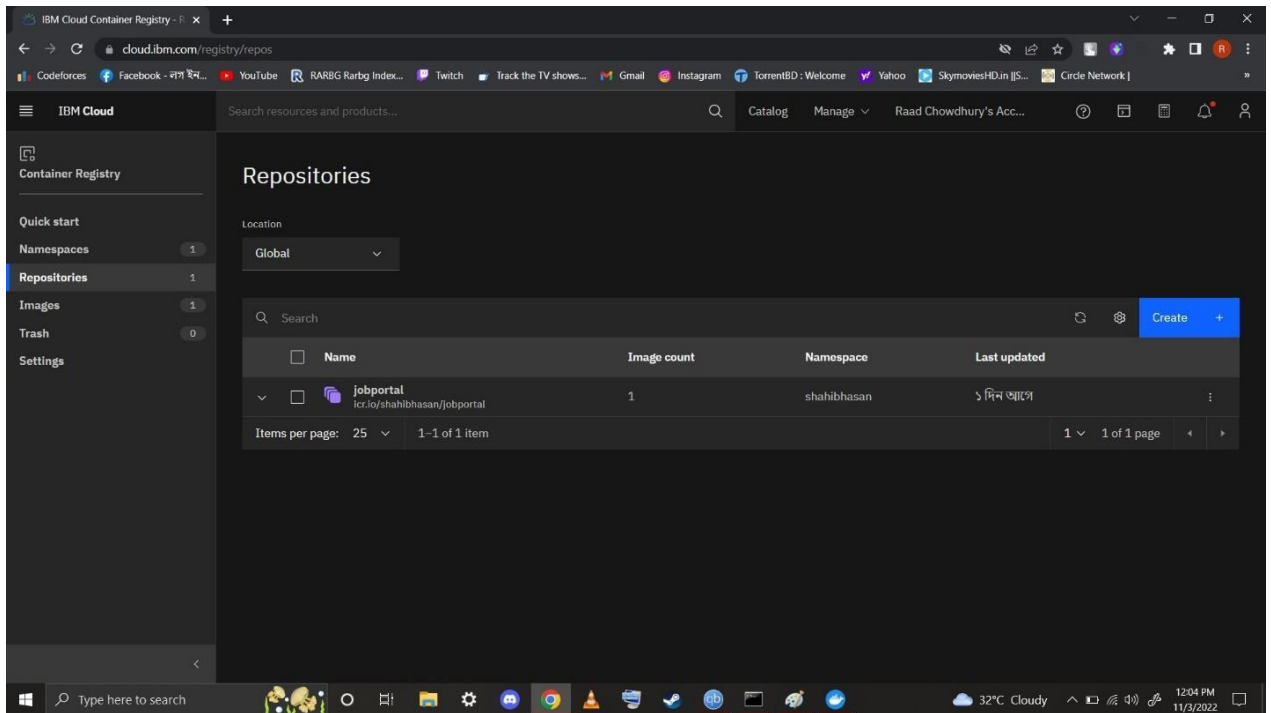 IBM Cloud Container Registry - R
cloud.ibm.com/registry/repos
Codeforces Facebook - লগ ইন... YouTube RARBG Rarbg Index... Twitch Track the TV shows... Gmail Instagram TorrentBD : Welcome Yahoo SkymoviesHD.in ||S... Circle Network | »
IBM Cloud Search resources and products... Catalog Manage Raad Chowdhury's Acc...
Container Registry
Repositories
Quick start
Location
Namespaces 1
Global
Repositories 1
Images 1
Search Create +
Trash 0
Name Image count Namespace Last updated
Settings
jobportal 1 shahibhasan ১ দিন আগে
icr.io/shahibhasan/jobportal
Items per page: 25 1–1 of 1 item 1 1 of 1 page
Type here to search 32°C Cloudy 12:04 PM
11/3/2022